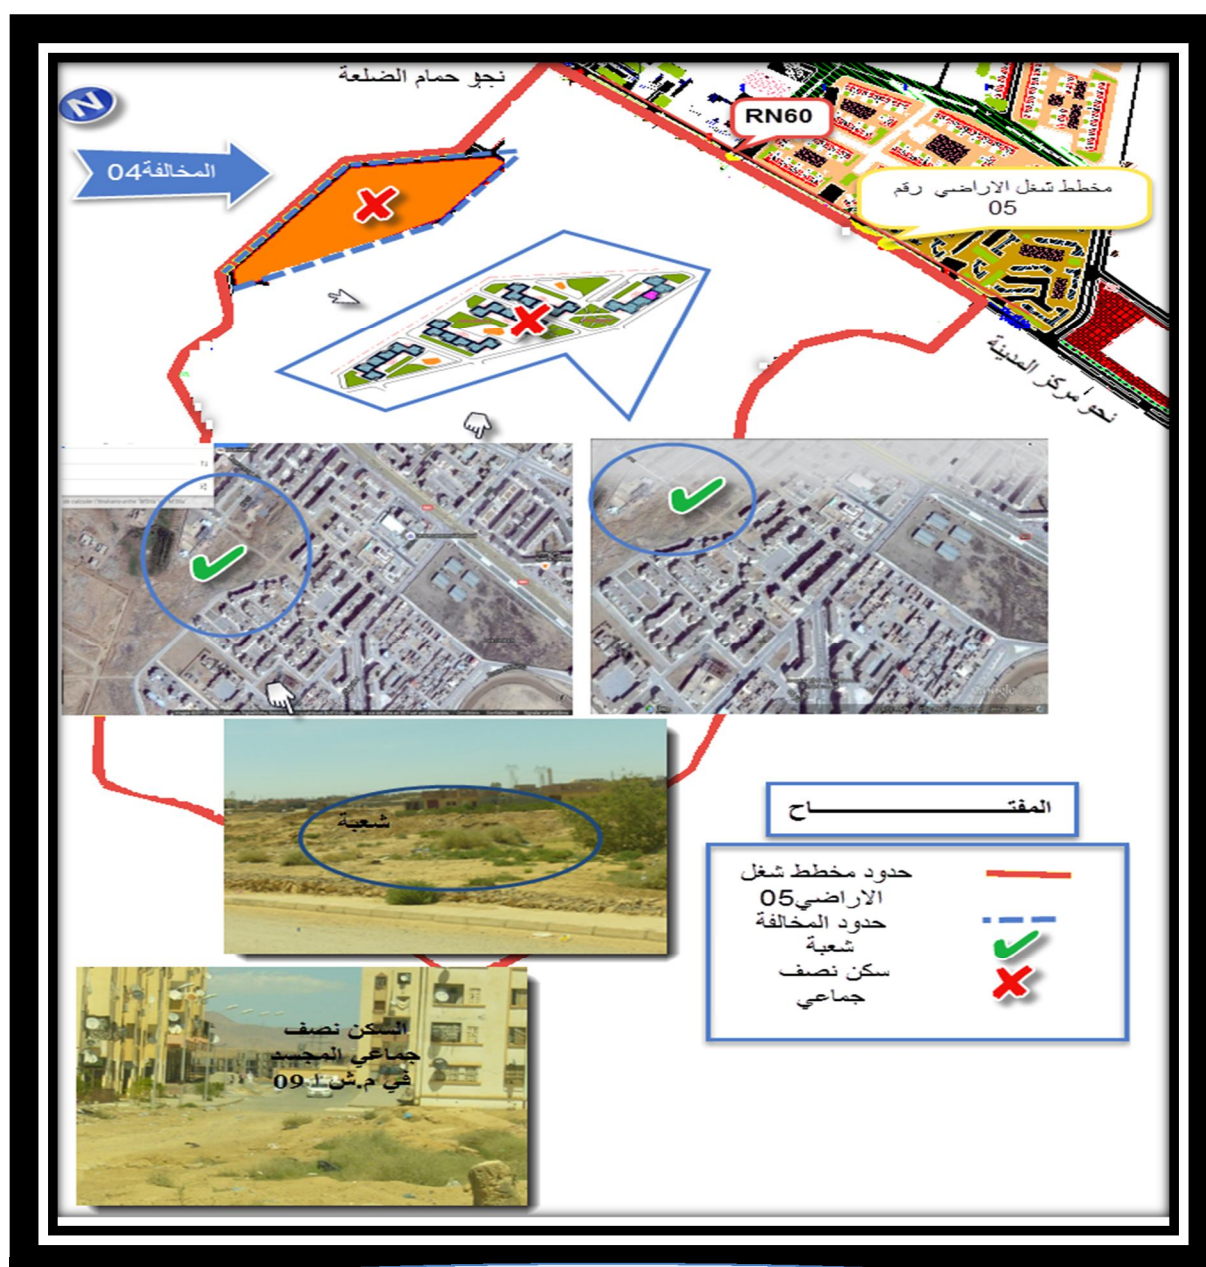 نحو حمام الضلعة
N
RN60
المخالفة04
مخطط شغل الاراضي رقم
05
نحو مركز المدينة
شعبة
المفتـــــــــــــــــاح
حدود مخطط شغل
الاراضي05
حدود المخالفة
شعبة
سكن نصف
جماعي
السكن نصف
جماعي المجسد
في م.ش ا 09